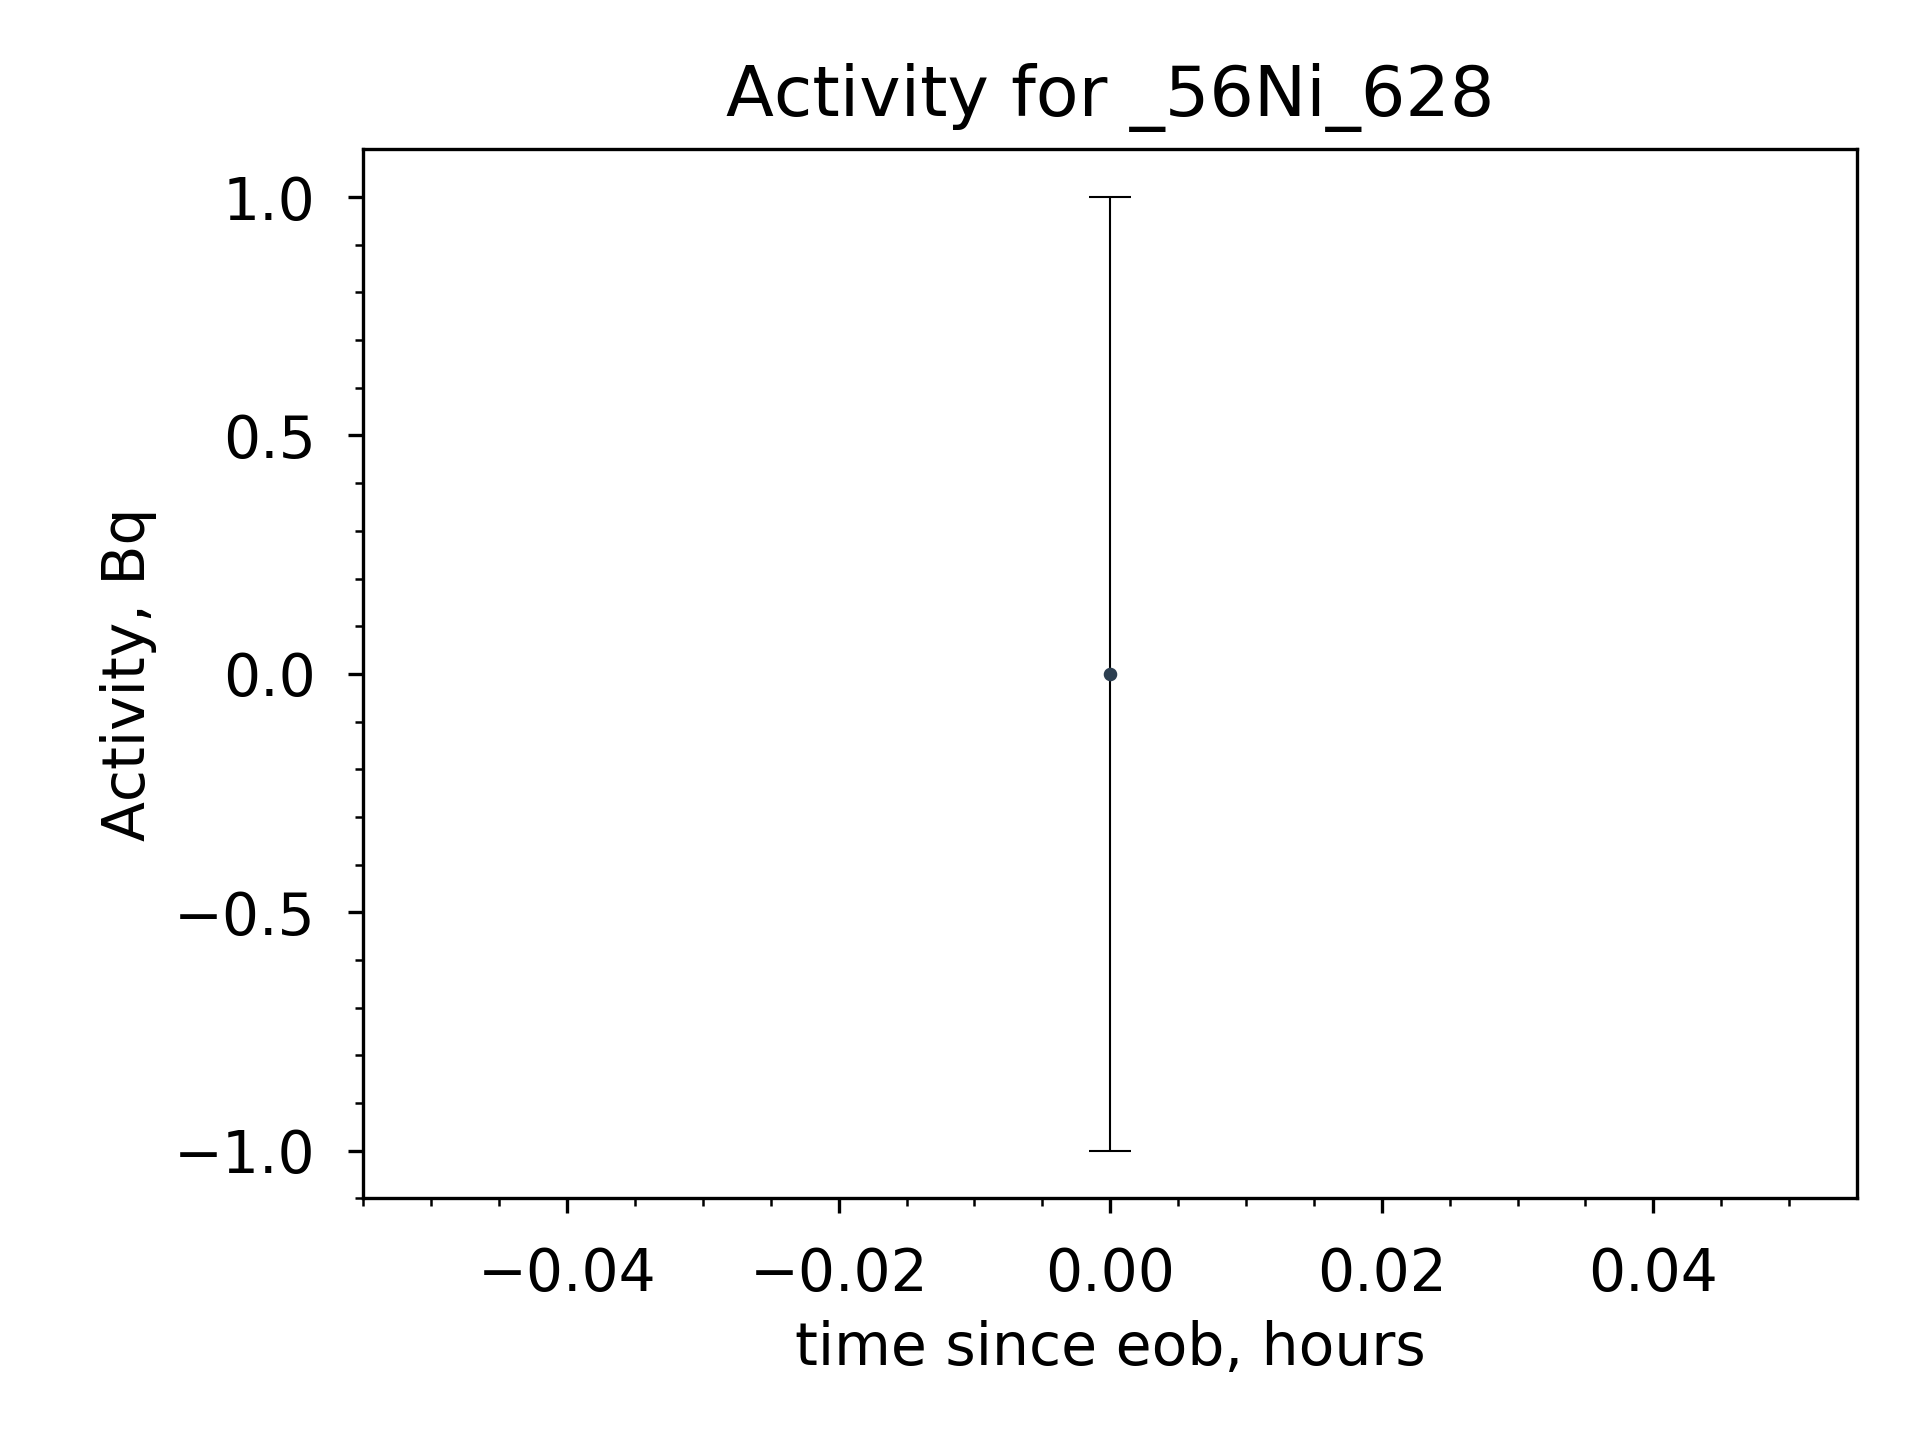 Activity for _56Ni_628
1.0
0.5
0.0
−0.5
−1.0
Activity, Bq
−0.04 −0.02 0.00 0.02 0.04
time since eob, hours